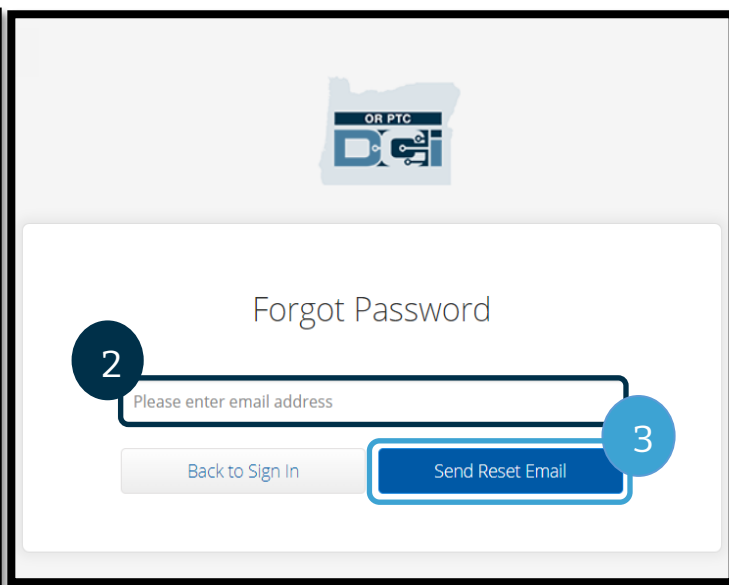 OR PTC
DCi
Forgot Password
2
Please enter email address
3
Back to Sign In
Send Reset Email